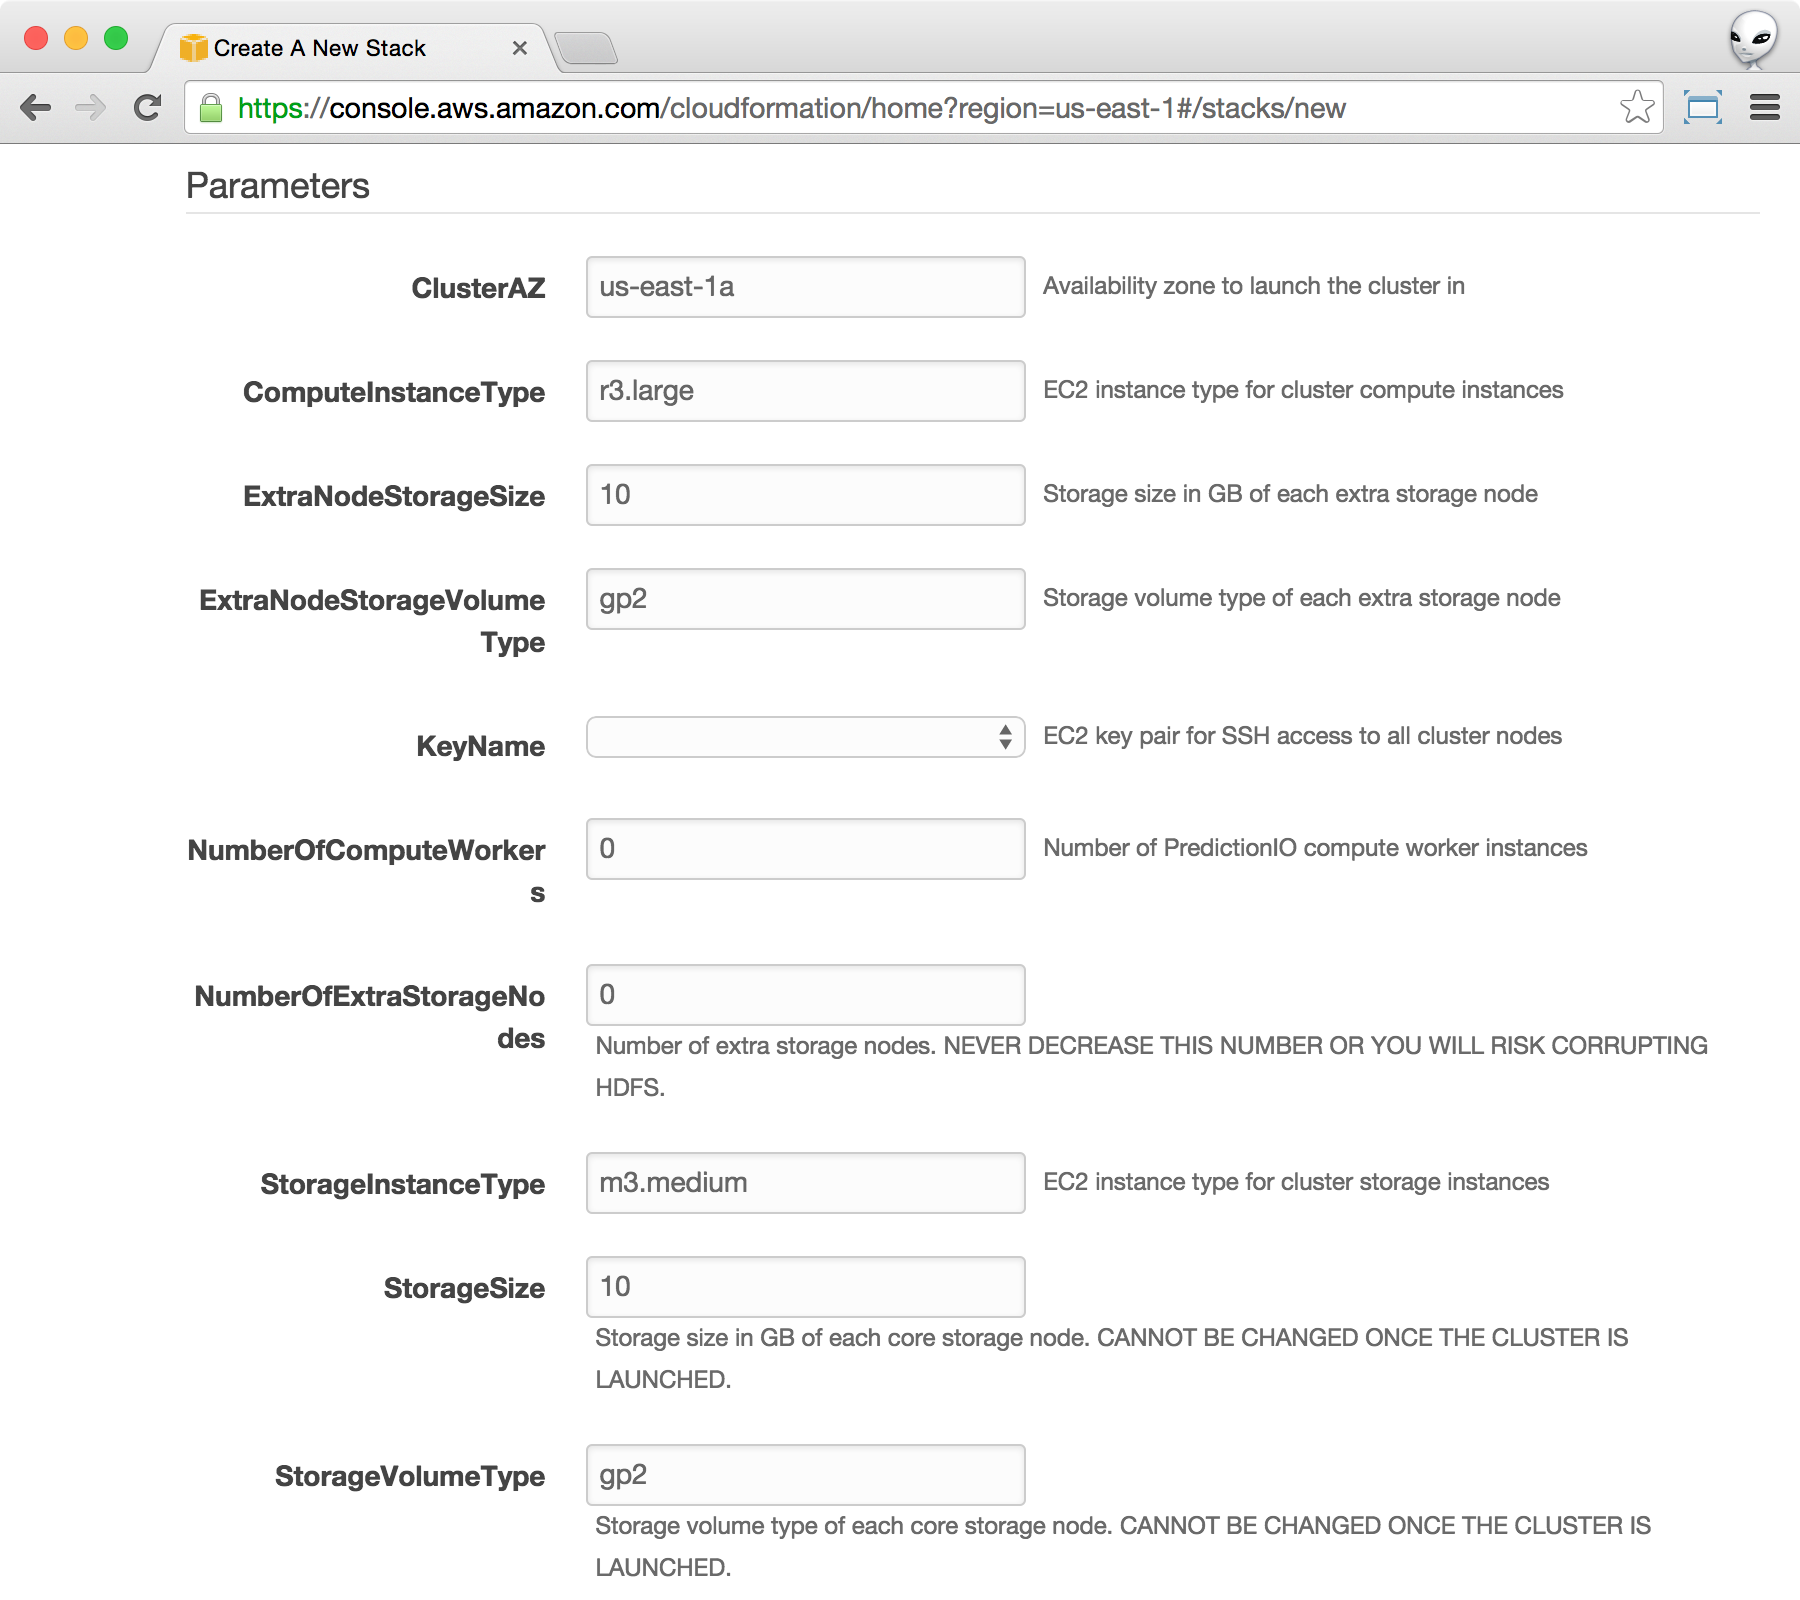 Create A New Stack
https://console.aws.amazon.com/cloudformation/home?region=us-east-1#/stacks/new
Parameters
ClusterAZ us-east-1a Availability zone to launch the cluster in
ComputeInstanceType r3.large EC2 instance type for cluster compute instances
ExtraNodeStorageSize 10 Storage size in GB of each extra storage node
ExtraNodeStorageVolume gp2 Storage volume type of each extra storage node
Type
KeyName EC2 key pair for SSH access to all cluster nodes
NumberOfComputeWorker 0 Number of PredictionIO compute worker instances
s
NumberOfExtraStorageNo 0
des
Number of extra storage nodes. NEVER DECREASE THIS NUMBER OR YOU WILL RISK CORRUPTING
HDFS.
StorageInstanceType m3.medium EC2 instance type for cluster storage instances
StorageSize 10
Storage size in GB of each core storage node. CANNOT BE CHANGED ONCE THE CLUSTER IS
LAUNCHED.
StorageVolumeType gp2
Storage volume type of each core storage node. CANNOT BE CHANGED ONCE THE CLUSTER IS
LAUNCHED.